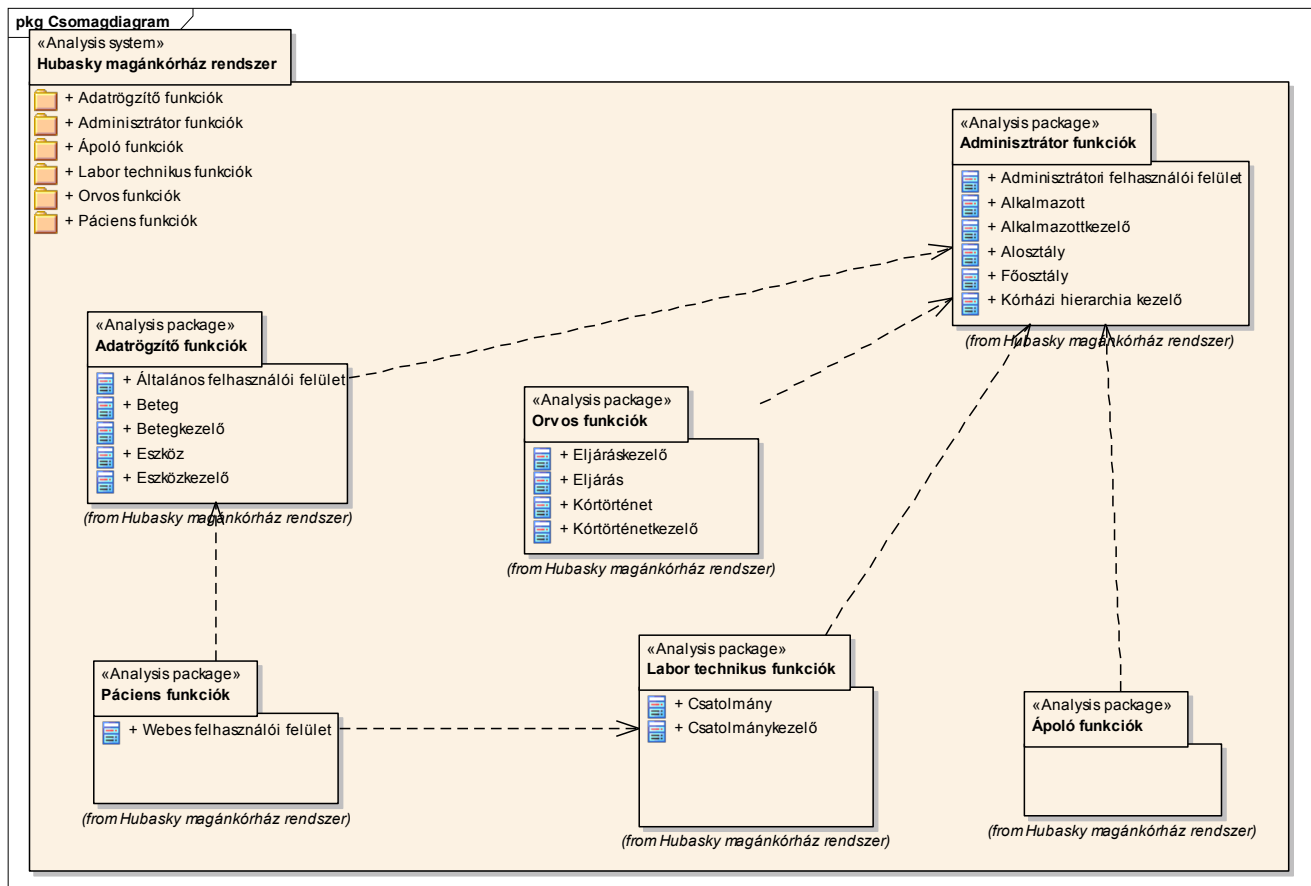 pkg Csomagdiagram
«Analysis system»
Hubasky magánkórház rendszer
+ Adatrögzítő funkciók
+ Adminisztrátor funkciók
+ Ápoló funkciók
+ Labor technikus funkciók
+ Orvos funkciók
+ Páciens funkciók
«Analysis package»
Adminisztrátor funkciók
+ Adminisztrátori felhasználói felület
+ Alkalmazott
+ Alkalmazottkezelő
+ Alosztály
+ Főosztály
+ Kórházi hierarchia kezelő
(from Hubasky magánkórház rendszer)
«Analysis package»
Adatrögzítő funkciók
+ Általános felhasználói felület
+ Beteg
+ Betegkezelő
+ Eszköz
+ Eszközkezelő
(from Hubasky magánkórház rendszer)
«Analysis package»
Orvos funkciók
+ Eljáráskezelő
+ Eljárás
+ Kórtörténet
+ Kórtörténetkezelő
(from Hubasky magánkórház rendszer)
«Analysis package»
Páciens funkciók
+ Webes felhasználói felület
(from Hubasky magánkórház rendszer)
«Analysis package»
Labor technikus funkciók
+ Csatolmány
+ Csatolmánykezelő
(from Hubasky magánkórház rendszer)
«Analysis package»
Ápoló funkciók
(from Hubasky magánkórház rendszer)